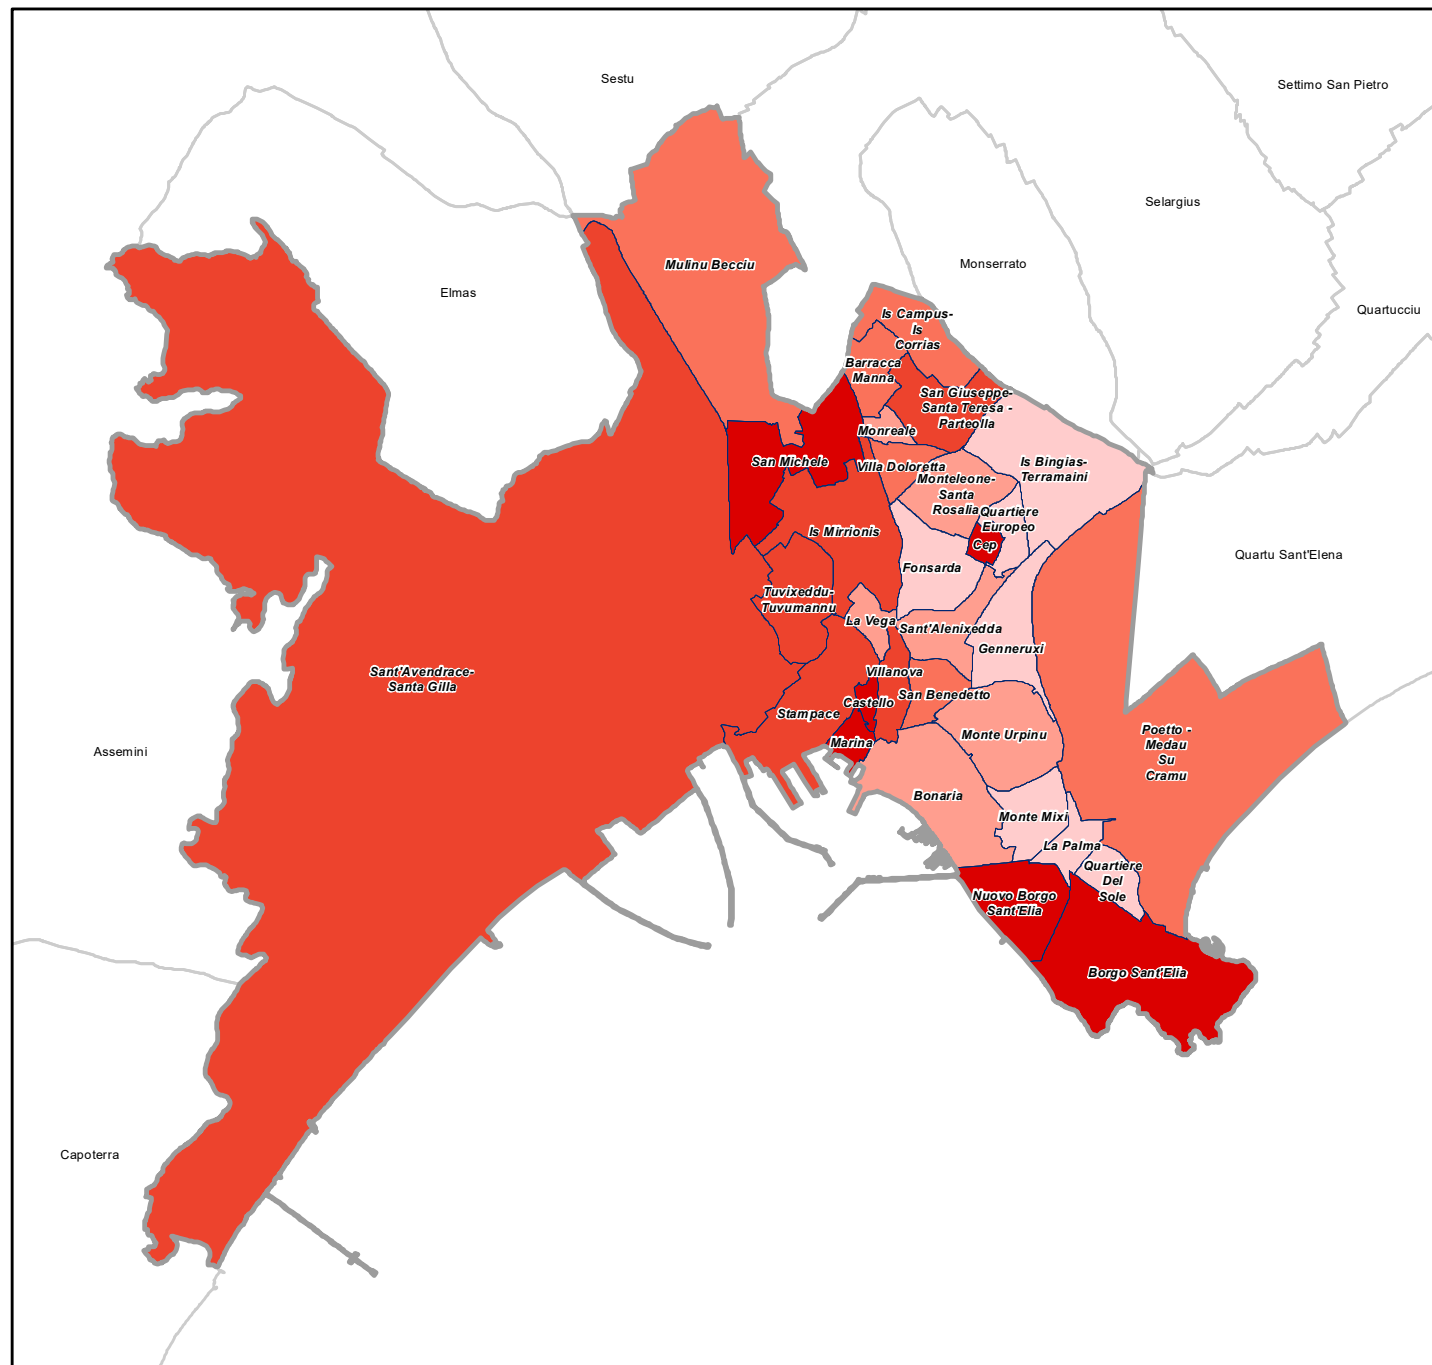 Sestu
Settimo San Pietro
Selargius
Mulinu Becciu
Monserrato
Elmas
Quartucciu
Is Campus-
Is
Corrias
Barracca
Manna
San Giuseppe-
Santa Teresa -
Parteolla
Monreale
San Michele
Villa Doloretta
Is Bingias-
Terramaini
Monteleone-
Santa
Rosalia
Quartiere
Europeo
Is Mirrionis
Cep
Quartu Sant'Elena
Fonsarda
Tuvixeddu-
Tuvumannu
La Vega
Sant'Alenixedda
Genneruxi
Sant'Avendrace-
Santa Gilla
Villanova
San Benedetto
Castello
Stampace
Marina
Monte Urpinu
Poetto -
Medau
Su
Cramu
Assemini
Bonaria
Monte Mixi
La Palma
Quartiere
Del
Sole
Nuovo Borgo
Sant'Elia
Borgo Sant'Elia
Capoterra